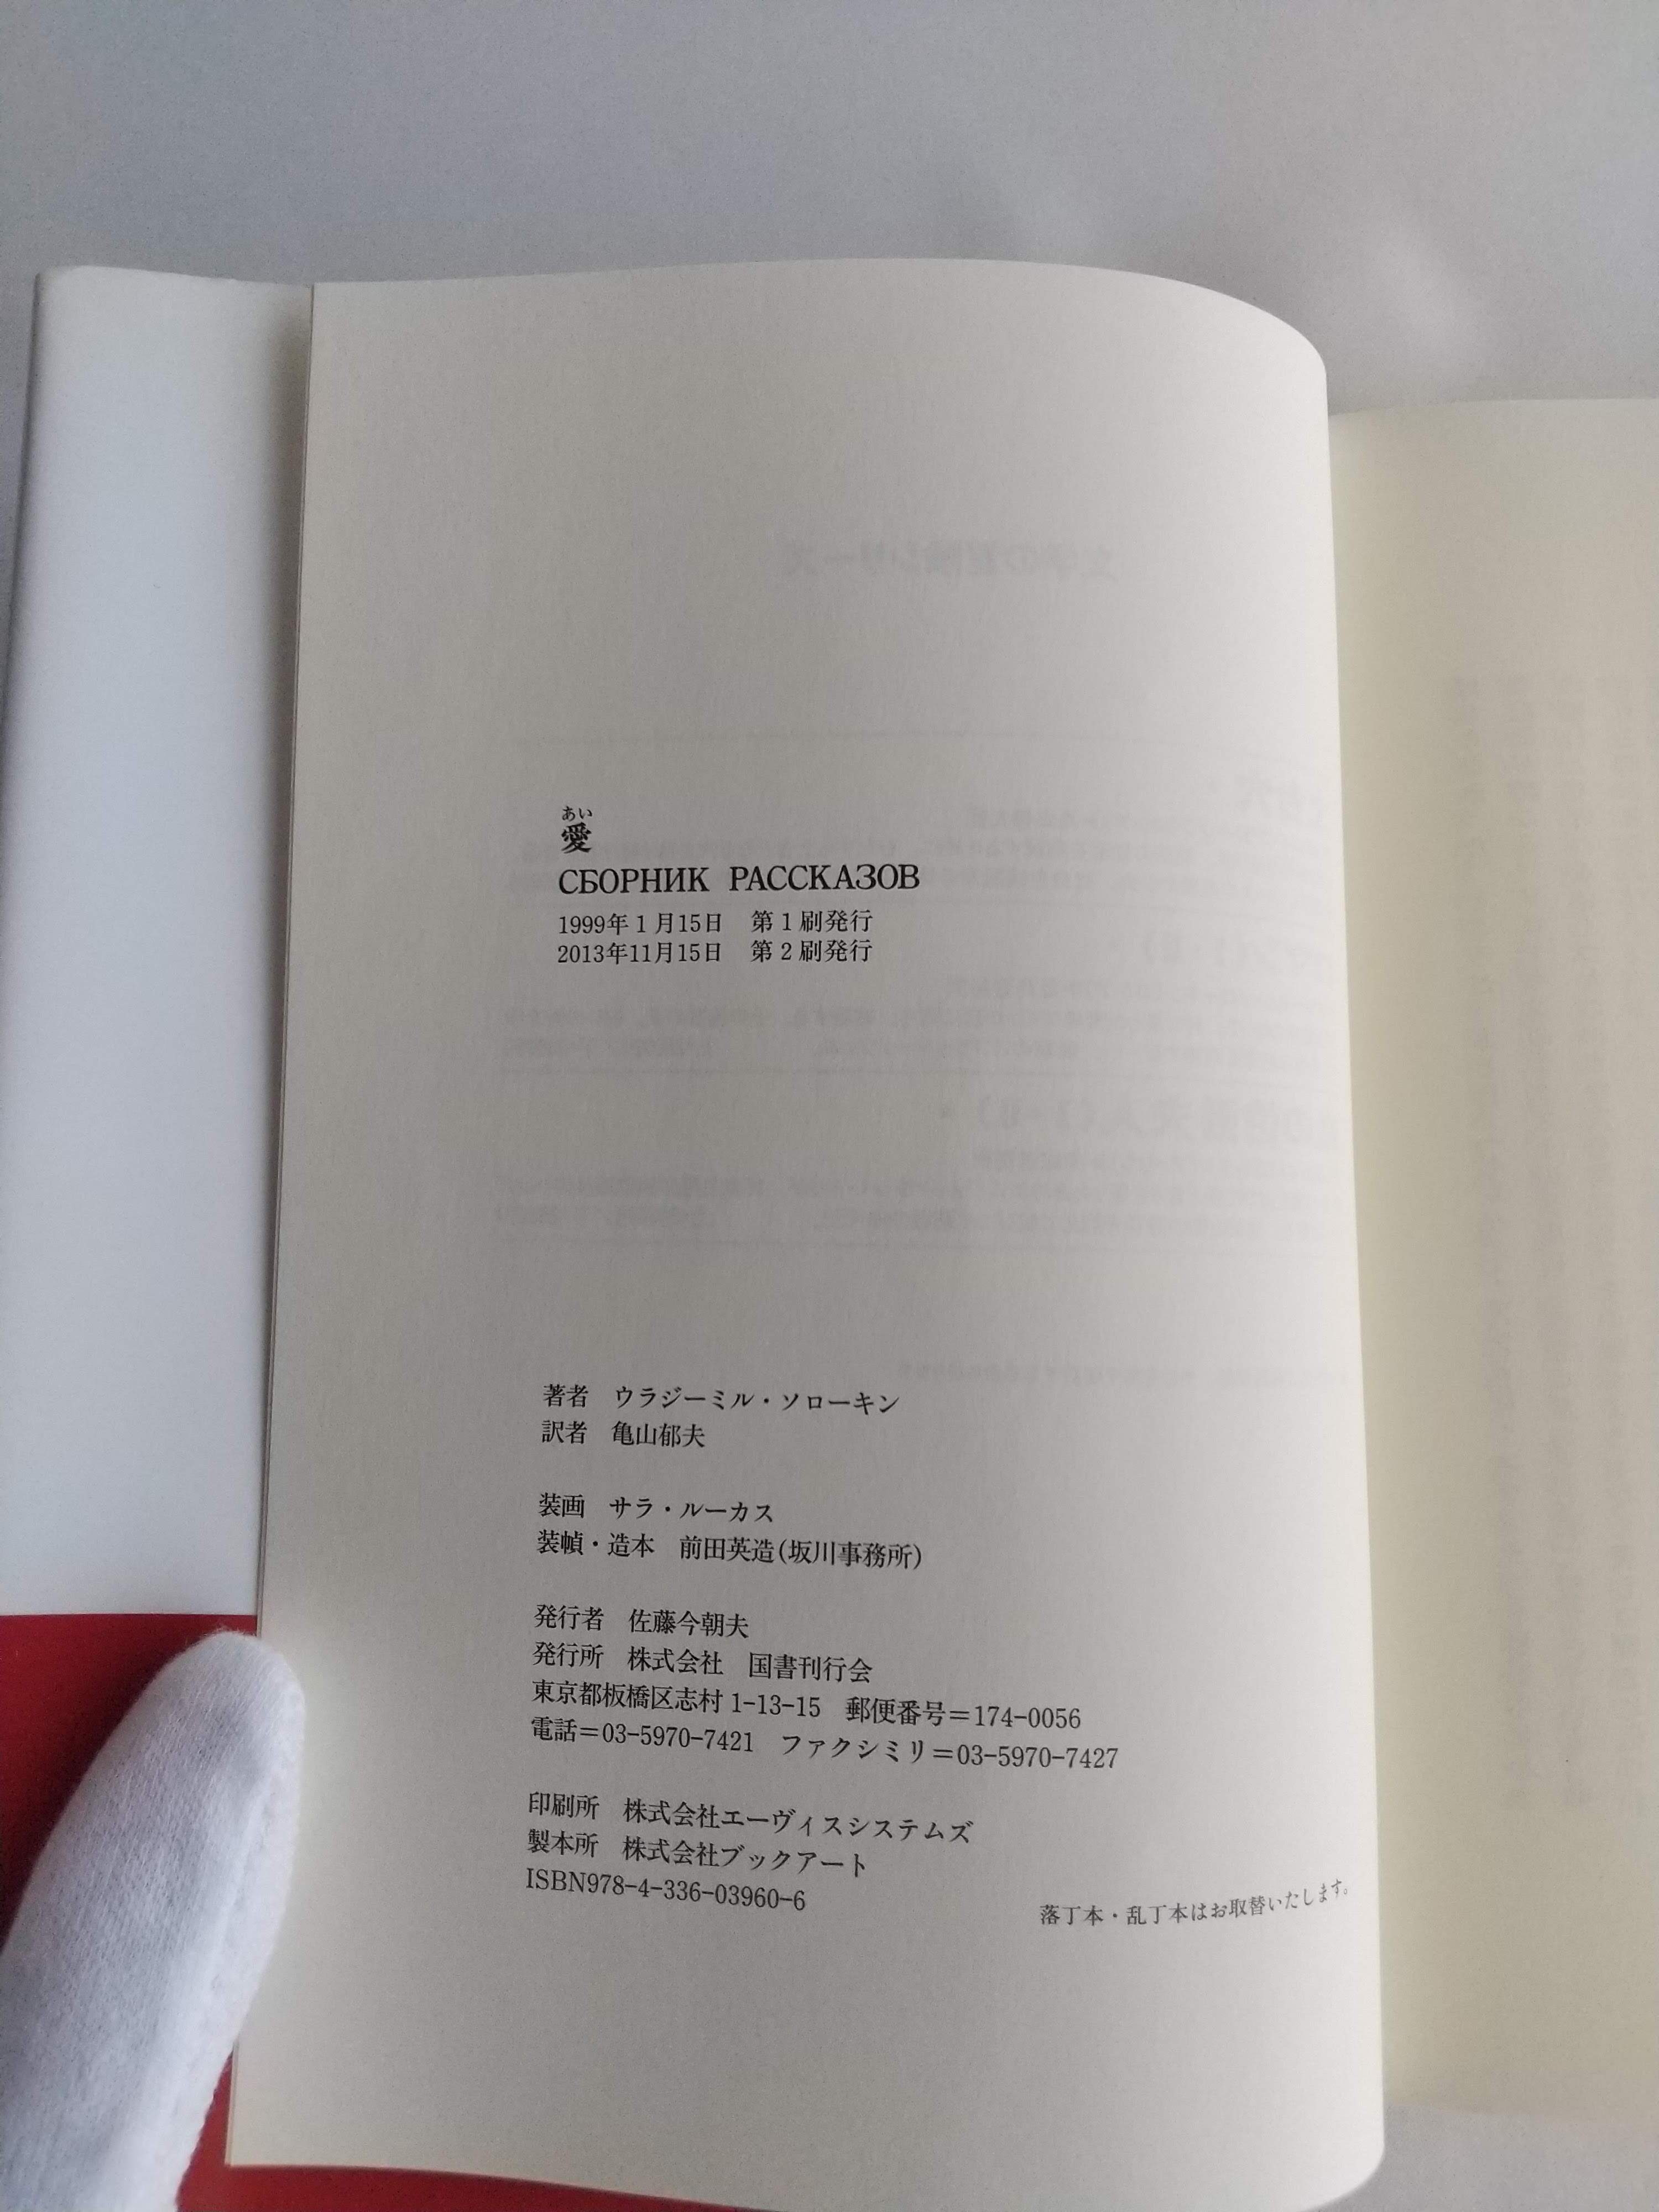 あい
愛
СБОРНИК РАССКАЗОВ
1999年1月15日　第1刷発行
2013年11月15日　第2刷発行
著者　ウラジーミル・ソローキン
訳者　亀山郁夫
装画　サラ・ルーカス
装幀・造本　前田英造(坂川事務所)
発行者　佐藤今朝夫
発行所　株式会社　国書刊行会
東京都板橋区志村1-13-15　郵便番号=174-0056
電話=03-5970-7421　ファクシミリ=03-5970-7427
印刷所　株式会社エーヴィスシステムズ
製本所　株式会社ブックアート
ISBN978-4-336-03960-6
落丁本・乱丁本はお取替いたします。